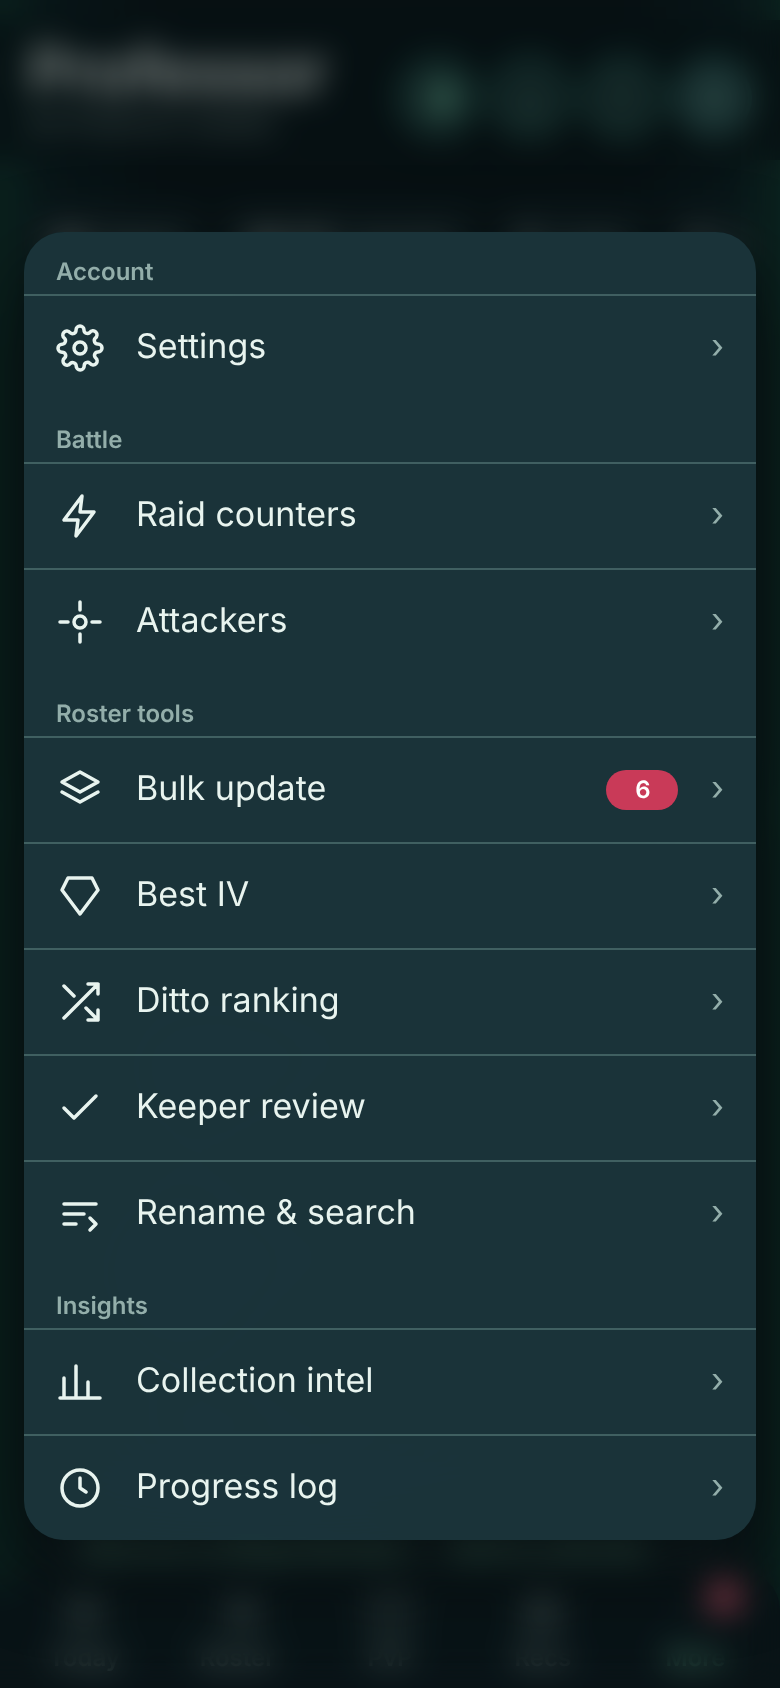 Account
Settings
Battle
Raid counters
Attackers
Roster tools
Bulk update 6
Best IV
Ditto ranking
Keeper review
Rename & search
Insights
Collection intel
Progress log